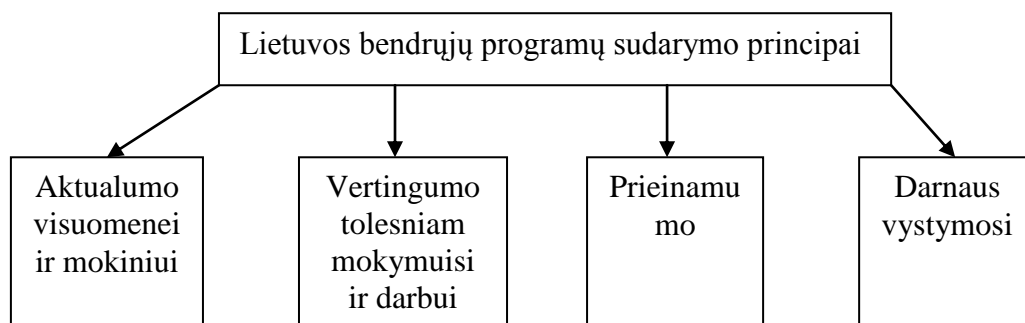 Lietuvos bendrųjų programų sudarymo principai
Aktualumo
visuomenei
ir mokiniui
Vertingumo
tolesniam
mokymuisi
ir darbui
Prieinamu
mo
Darnaus
vystymosi